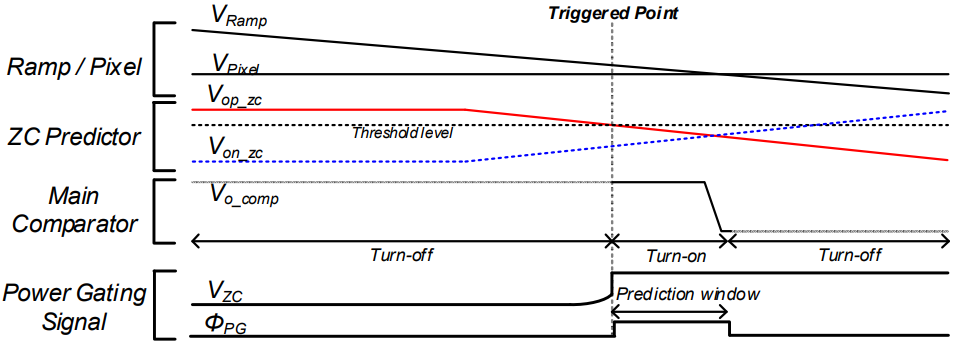 Triggered Point
Ramp / Pixel
V_Ramp
V_Pixel
ZC Predictor
V_op_zc
Threshold level
V_on_zc
Main
Comparator
V_o_comp
Turn-off
Turn-on
Turn-off
Power Gating
Signal
V_ZC
Prediction window
Φ_PG